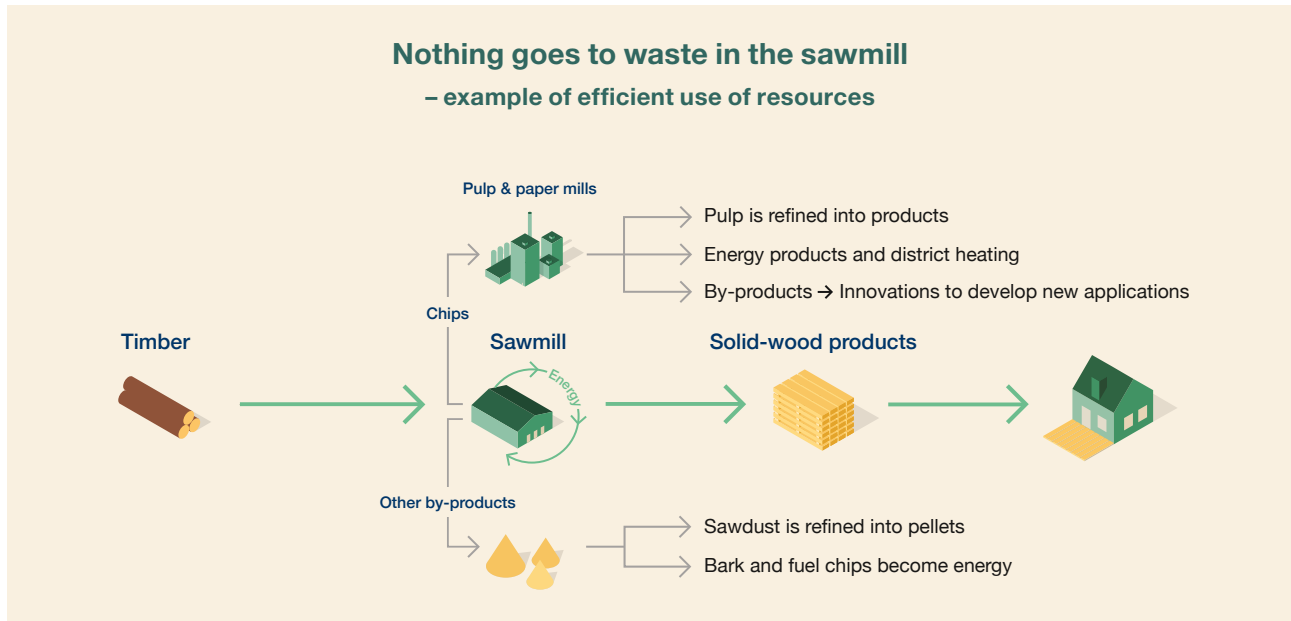 Nothing goes to waste in the sawmill
– example of efficient use of resources
Pulp & paper mills
Pulp is refined into products
Energy products and district heating
By-products → Innovations to develop new applications
Chips
Timber
Sawmill
Solid-wood products
Energy
Other by-products
Sawdust is refined into pellets
Bark and fuel chips become energy